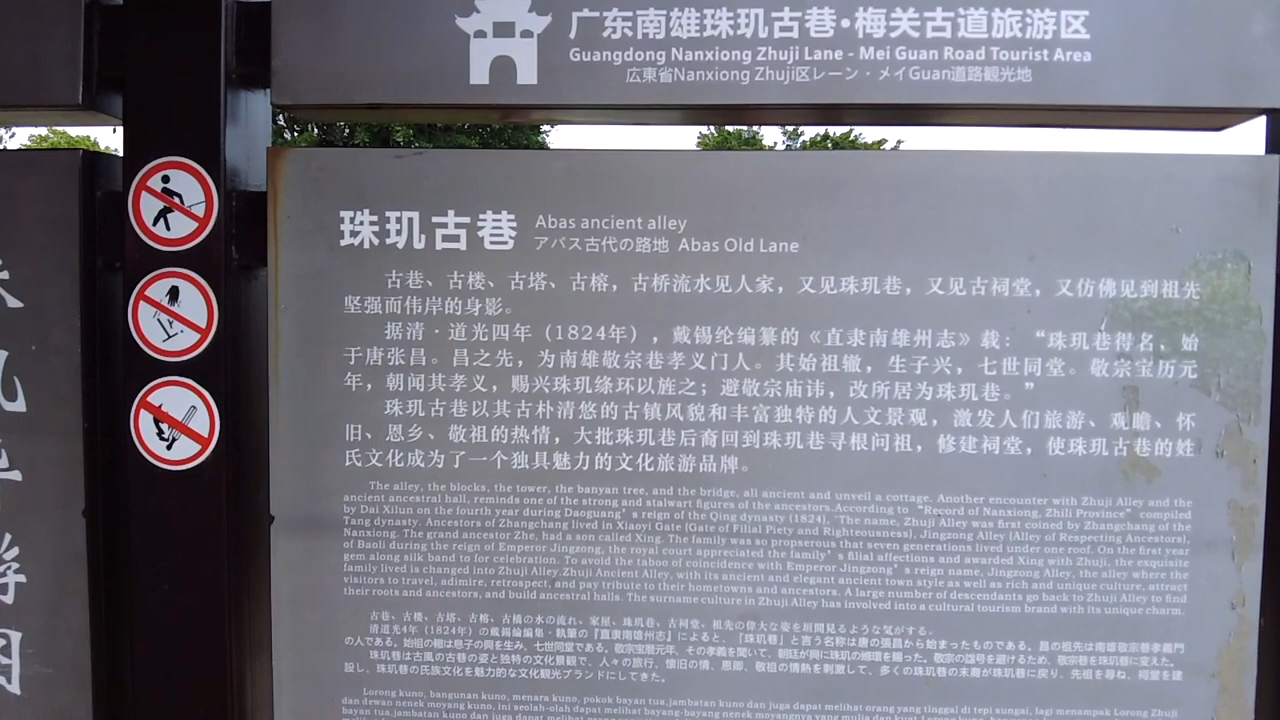 广东南雄珠玑古巷·梅关古道旅游区
Guangdong Nanxiong Zhuji Lane - Mei Guan Road Tourist Area
広東省Nanxiong Zhuji区レーン・メイGuan道路観光地
珠玑古巷
Abas ancient alley
アバス古代の路地 Abas Old Lane
古巷、古楼、古塔、古榕，古桥流水见人家，又见珠玑巷，又见古祠堂，又仿佛见到祖先
坚强而伟岸的身影。
据清·道光四年（1824年），戴锡纶编纂的《直隶南雄州志》载：“珠玑巷得名，始
于唐张昌。昌之先，为南雄敬宗巷孝义门人。其始祖辙，生子兴，七世同堂。敬宗宝历元
年，朝闻其孝义，赐兴珠玑绦环以旌之；避敬宗庙讳，改所居为珠玑巷。”
珠玑古巷以其古朴清悠的古镇风貌和丰富独特的人文景观，激发人们旅游、观瞻、怀
旧、恩乡、敬祖的热情，大批珠玑巷后裔回到珠玑巷寻根问祖，修建祠堂，使珠玑古巷的姓
氏文化成为了一个独具魅力的文化旅游品牌。
The alley, the blocks, the tower, the banyan tree, and the bridge, all ancient and unveil a cottage. Another encounter with Zhuji Alley and the
ancient ancestral hall, reminds one of the strong and stalwart figures of the ancestors.According to “Record of Nanxiong, Zhili Province” compiled
by Dai Xilun on the fourth year during Daoguang’s reign of the Qing dynasty (1824), "The name, Zhuji Alley was first coined by Zhangchang of the
Tang dynasty. Ancestors of Zhangchang lived in Xiaoyi Gate (Gate of Filial Piety and Righteousness), Jingzong Alley (Alley of Respecting Ancestors),
Nanxiong. The grand ancestor Zhe, had a son called Xing. The family was so propserous that seven generations lived under one roof. On the first year
of Baoli during the reign of Emperor Jingzong, the royal court appreciated the family’s filial affections and awarded Xing with Zhuji, the exquisite
gem along silk band to for celebration. To avoid the taboo of coincidence with Emperor Jingzong’s reign name, Jingzong Alley, the alley where the
family lived is changed into Zhuji Alley.Zhuji Ancient Alley, with its ancient and elegant ancient town style as well as rich and unique culture, attract
visitors to travel, adimire, retrospect, and pay tribute to their hometowns and ancestors. A large number of descendants go back to Zhuji Alley to find
their roots and ancestors, and build ancestral halls. The surname culture in Zhuji Alley has involved into a cultural tourism brand with its unique charm.
古巷、古楼、古塔、古榕、古橋の水の流れ、家屋、珠玑巷、古祠堂、祖先の偉大な姿を垣間見るような気がする。
清道光4年（1824年）の戴錫綸編集・執筆の『直隷南雄州志』によると、「珠玑巷」と言う名称は唐の張昌から始まったものである。昌の祖先は南雄敬宗巷孝義門
の人である。始祖の轍は息子の興を生み、七世同堂である。敬宗宝暦元年、その孝義を聞いて、朝廷が興に珠玑の絛環を賜った。敬宗の諡号を避けるため、敬宗巷を珠玑巷に変えた。
珠玑巷は古風の古巷の姿と独特の文化景観で、人々の旅行、懐旧の情、恩郷、敬祖の情熱を刺激して、多くの珠玑巷の末裔が珠玑巷に戻り、先祖を尋ね、祠堂を建
設し、珠玑巷の氏族文化を魅力的な文化観光ブランドにしてきた。
Lorong kuno, bangunan kuno, menara kuno, pokok bayan tua,jambatan kuno dan juga dapat melihat orang yang tinggal di tepi sungai, lagi menampak Lorong Zhuji
dan dewan nenek moyang kuno, ini seolah-olah dapat melihat bayang-bayang nenek moyangnya yang mulia dan kuat.